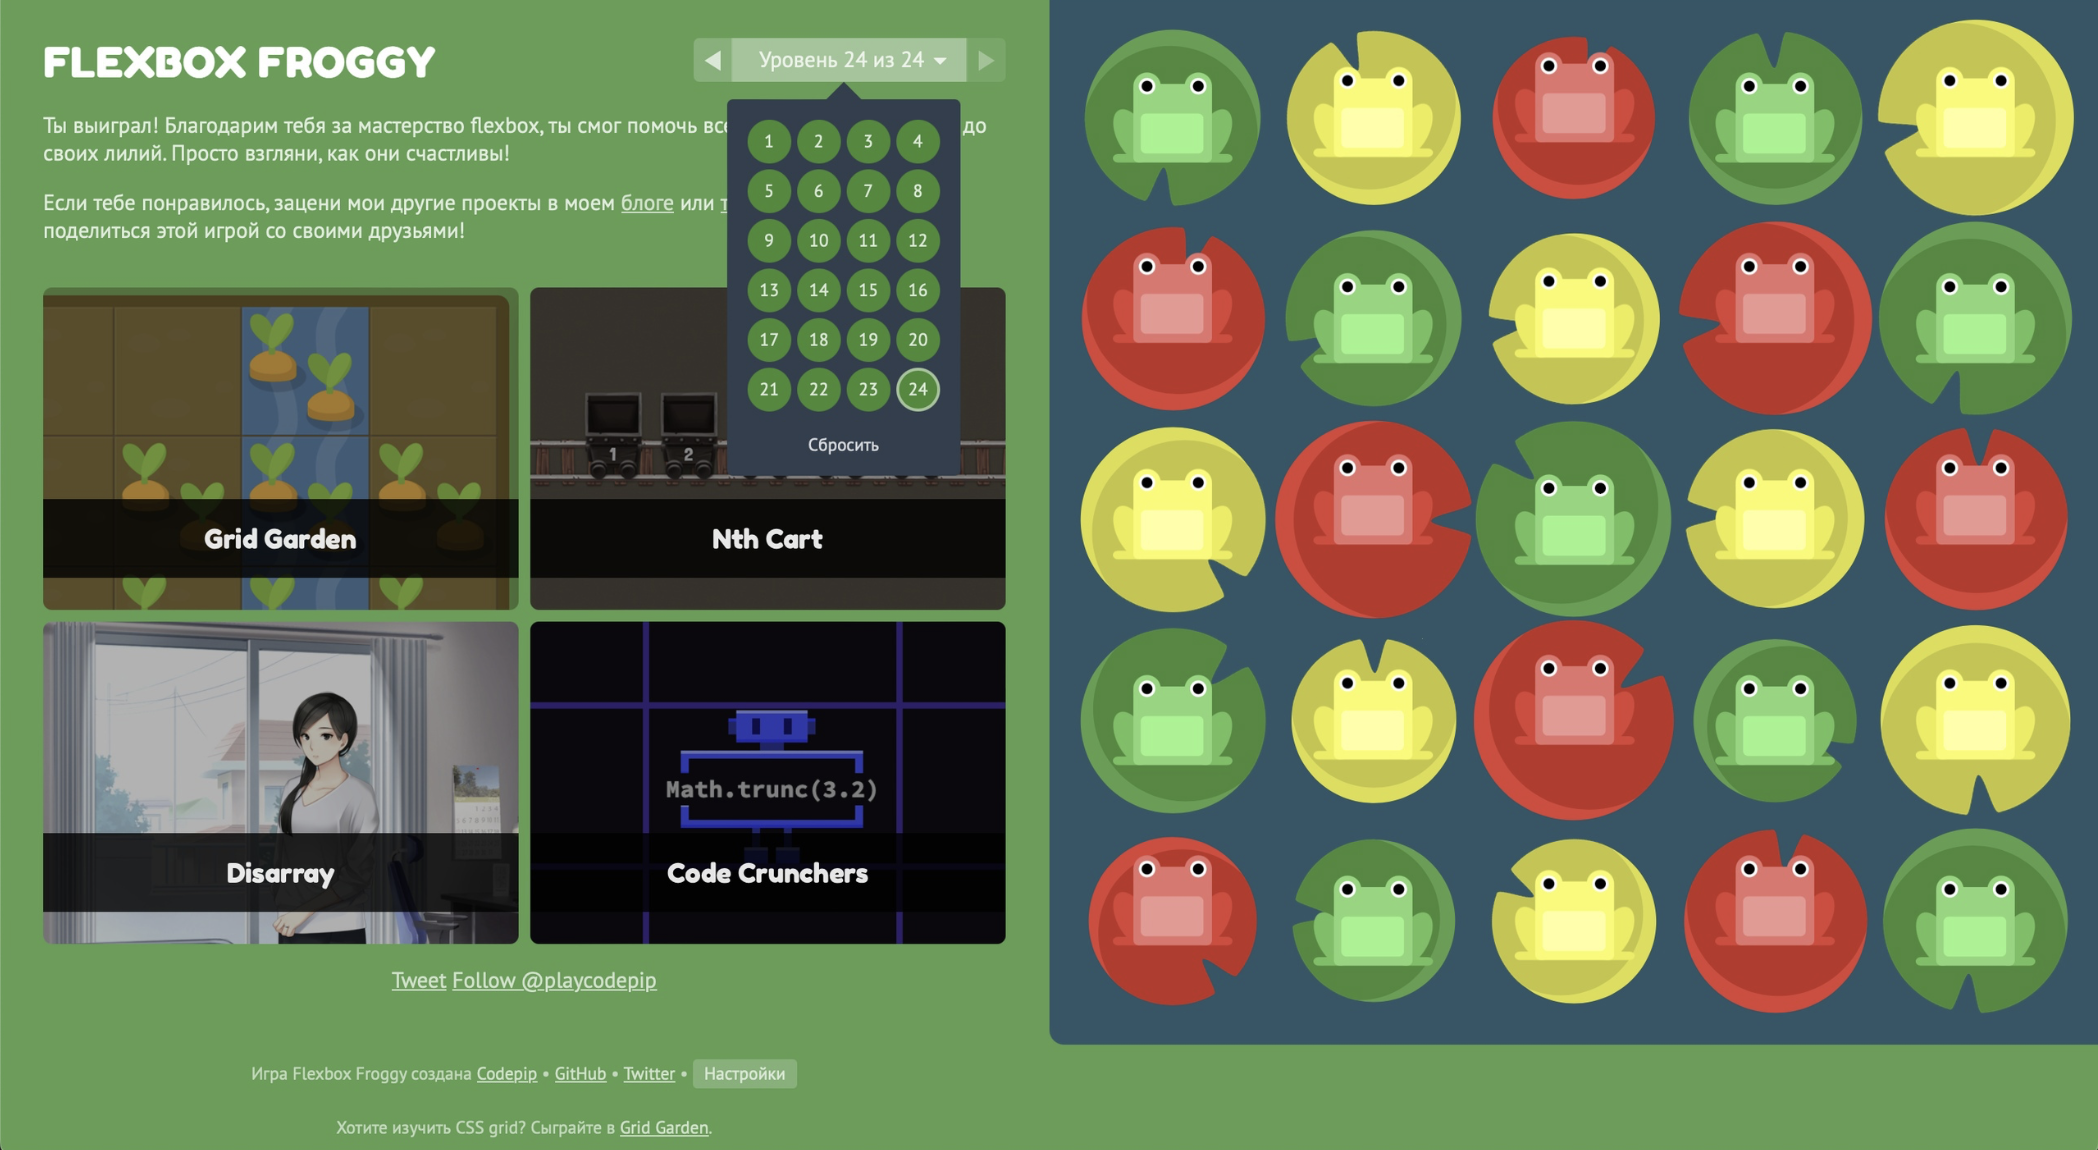 FLEXBOX FROGGY
Уровень 24 из 24
Ты выиграл! Благодарим тебя за мастерство flexbox, ты смог помочь до
своих лилий. Просто взгляни, как они счастливы!
Если тебе понравилось, зацени мои другие проекты в моем блоге или
поделиться этой игрой со своими друзьями!
1 2 3 4
5 6 7 8
9 10 11 12
13 14 15 16
17 18 19 20
21 22 23 24
Сбросить
Grid Garden
1 2
Nth Cart
Disarray
Math.trunc(3.2)
Code Crunchers
Tweet Follow @playcodepip
Игра Flexbox Froggy создана Codepip • GitHub • Twitter • Настройки
Хотите изучить CSS grid? Сыграйте в Grid Garden.